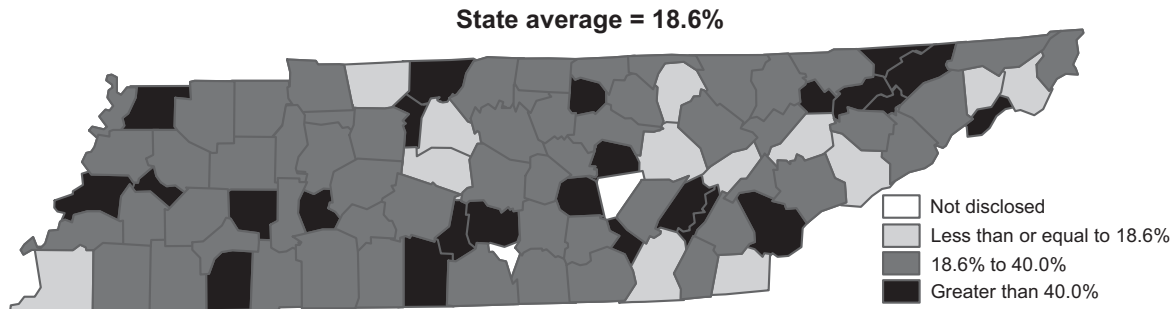 State average = 18.6%
Not disclosed
Less than or equal to 18.6%
18.6% to 40.0%
Greater than 40.0%